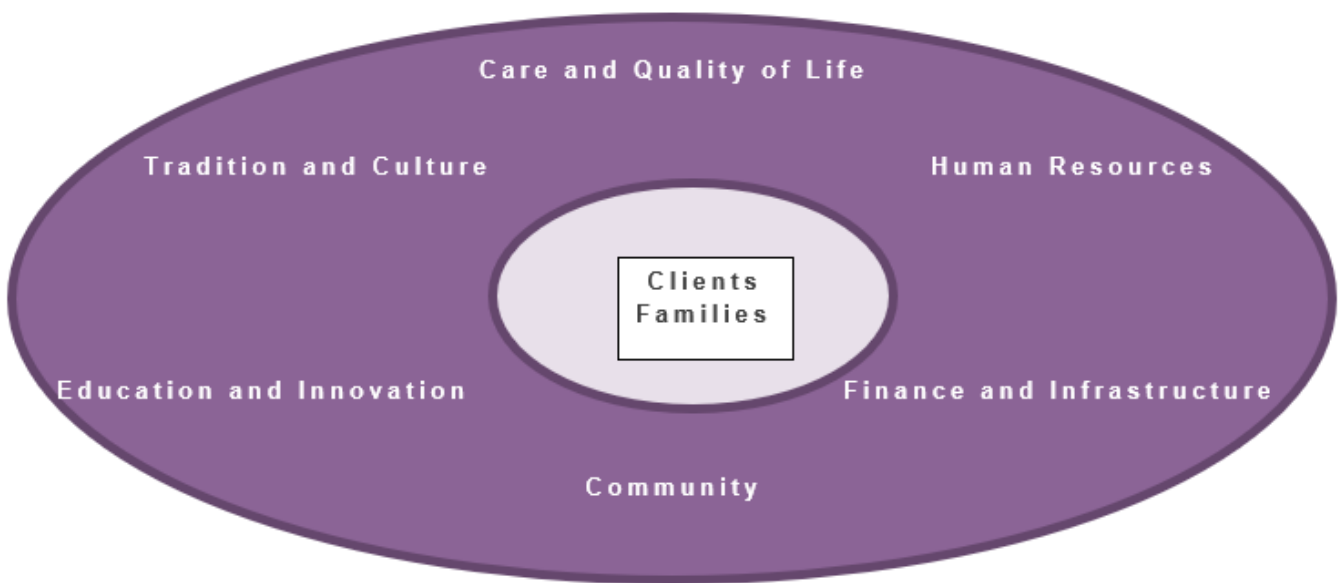 Care and Quality of Life
Tradition and Culture
Human Resources
Clients
Families
Education and Innovation
Finance and Infrastructure
Community